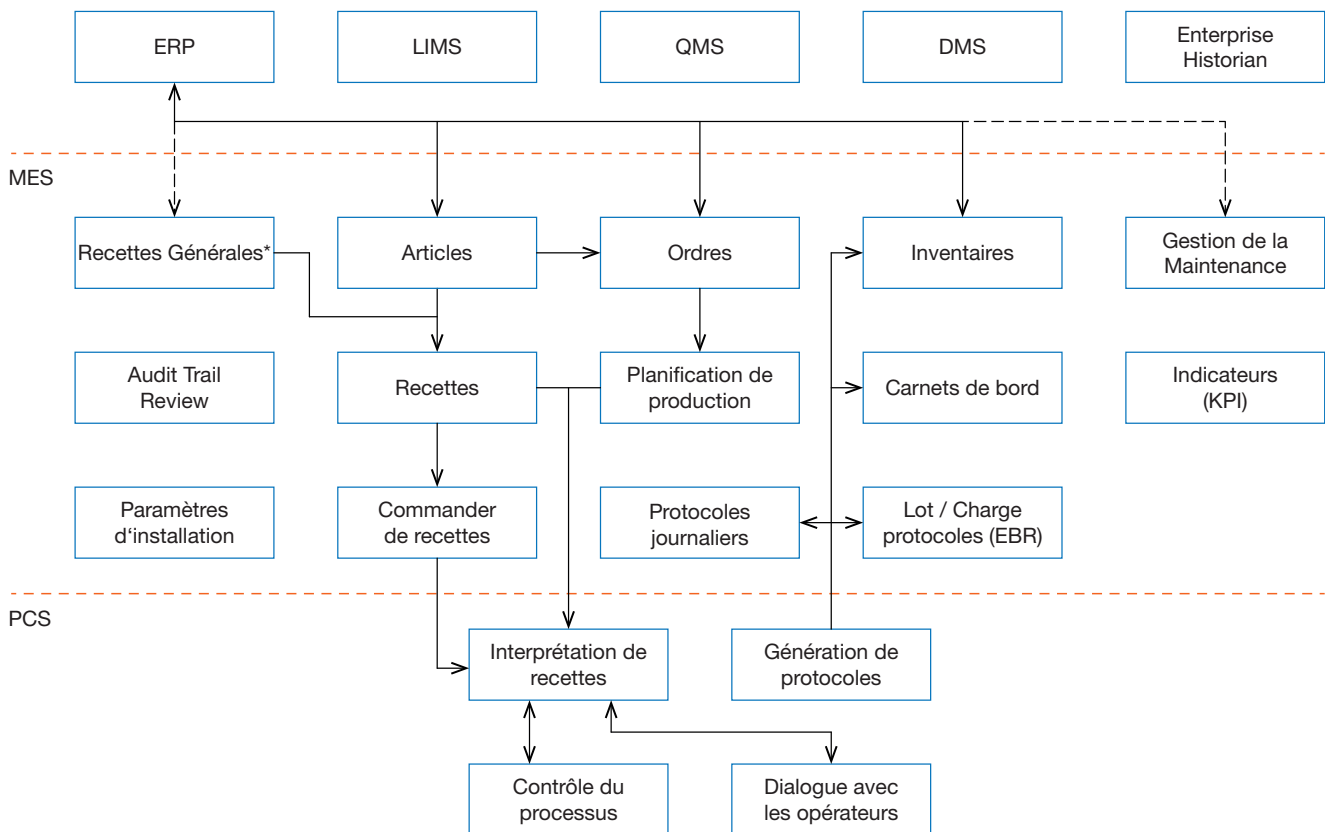 ERP
LIMS
QMS
DMS
Enterprise
Historian
MES
Recettes Générales*
Articles
Ordres
Inventaires
Gestion de la
Maintenance
Audit Trail
Review
Recettes
Planification de
production
Carnets de bord
Indicateurs
(KPI)
Paramètres
d‘installation
Commander
de recettes
Protocoles
journaliers
Lot / Charge
protocoles (EBR)
PCS
Interprétation de
recettes
Génération de
protocoles
Contrôle du
processus
Dialogue avec
les opérateurs